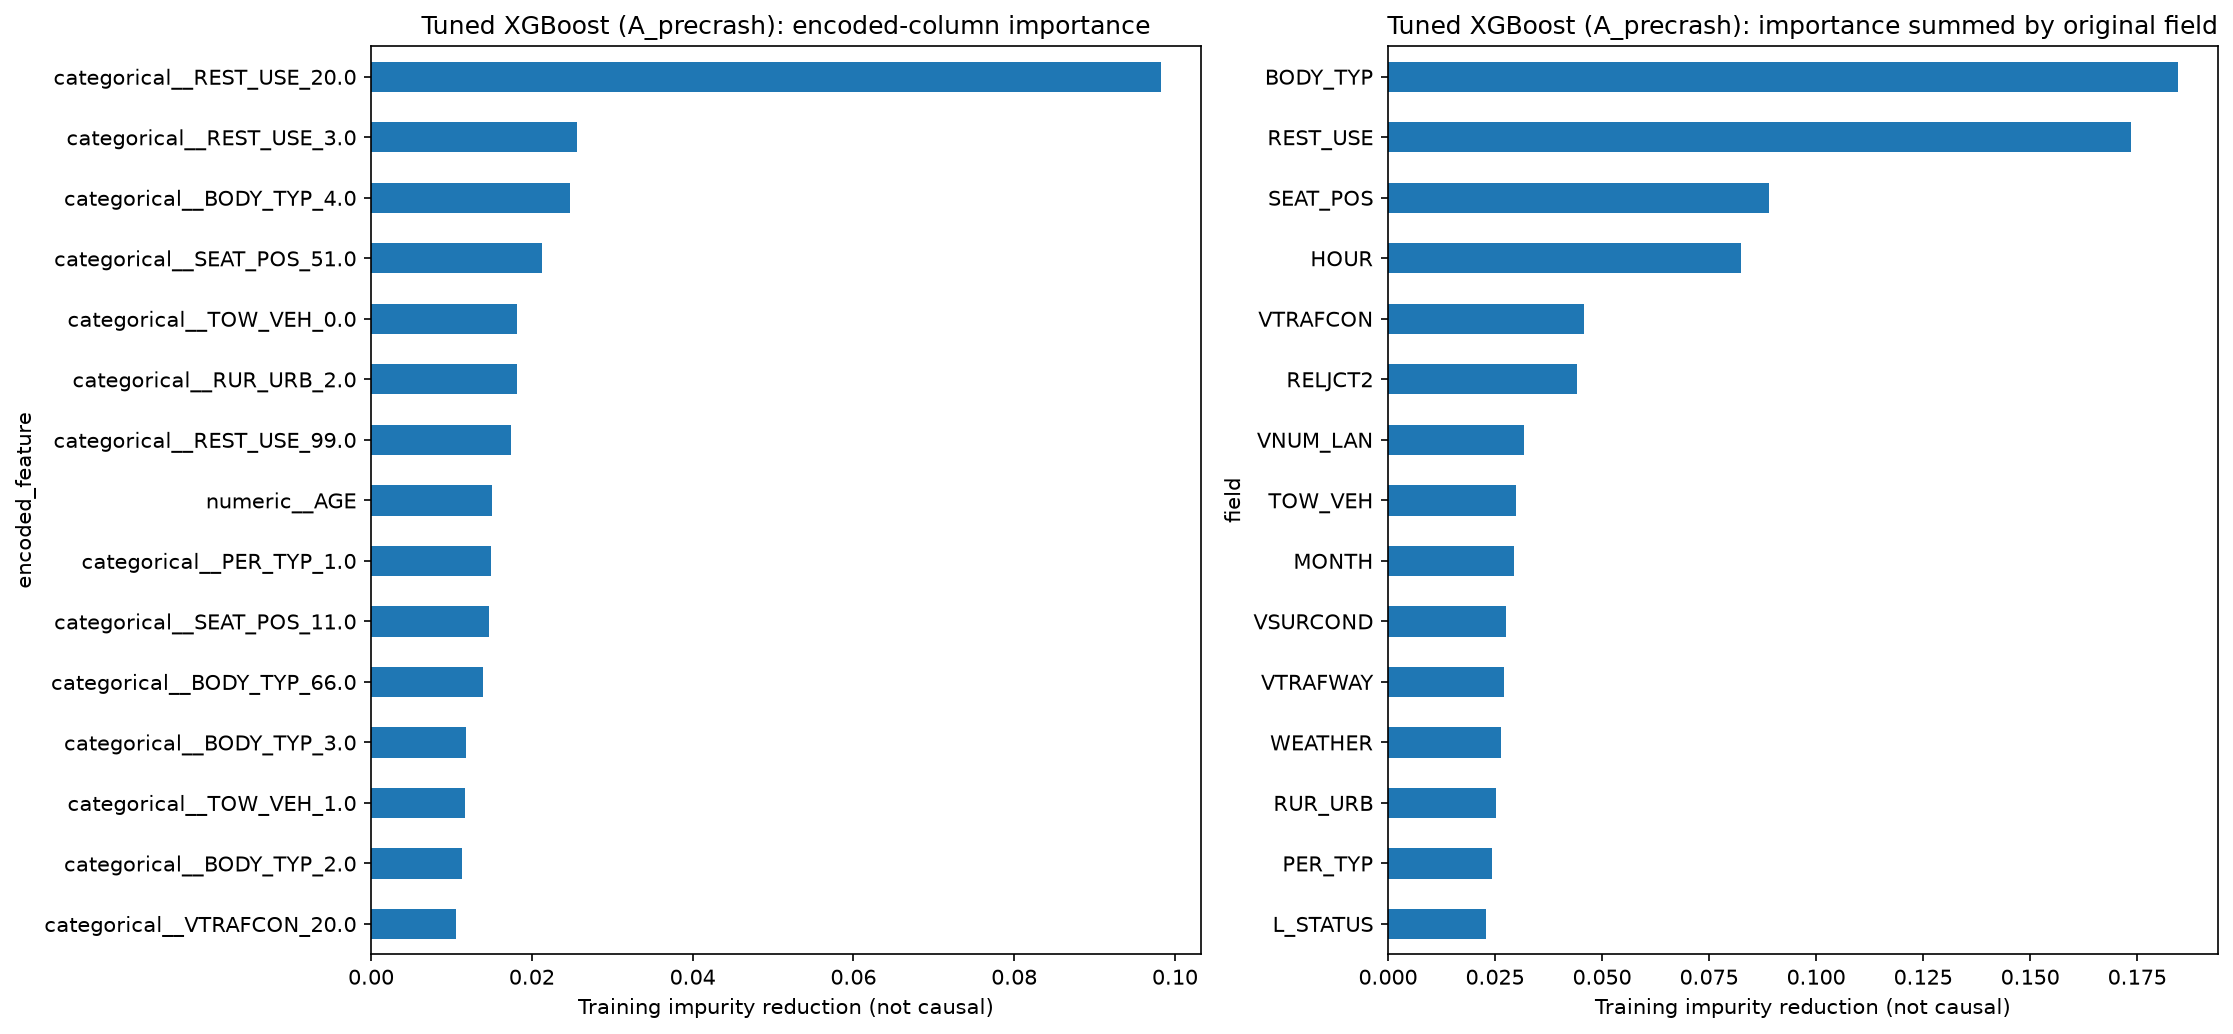 Tuned XGBoost (A_precrash): encoded-column importance
categorical__REST_USE_20.0
categorical__REST_USE_3.0
categorical__BODY_TYP_4.0
categorical__SEAT_POS_51.0
categorical__TOW_VEH_0.0
categorical__RUR_URB_2.0
categorical__REST_USE_99.0
numeric__AGE
categorical__PER_TYP_1.0
categorical__SEAT_POS_11.0
categorical__BODY_TYP_66.0
categorical__BODY_TYP_3.0
categorical__TOW_VEH_1.0
categorical__BODY_TYP_2.0
categorical__VTRAFCON_20.0
encoded_feature
0.00 0.02 0.04 0.06 0.08 0.10
Training impurity reduction (not causal)
Tuned XGBoost (A_precrash): importance summed by original field
BODY_TYP
REST_USE
SEAT_POS
HOUR
VTRAFCON
RELJCT2
VNUM_LAN
TOW_VEH
MONTH
VSURCOND
VTRAFWAY
WEATHER
RUR_URB
PER_TYP
L_STATUS
field
0.000 0.025 0.050 0.075 0.100 0.125 0.150 0.175
Training impurity reduction (not causal)